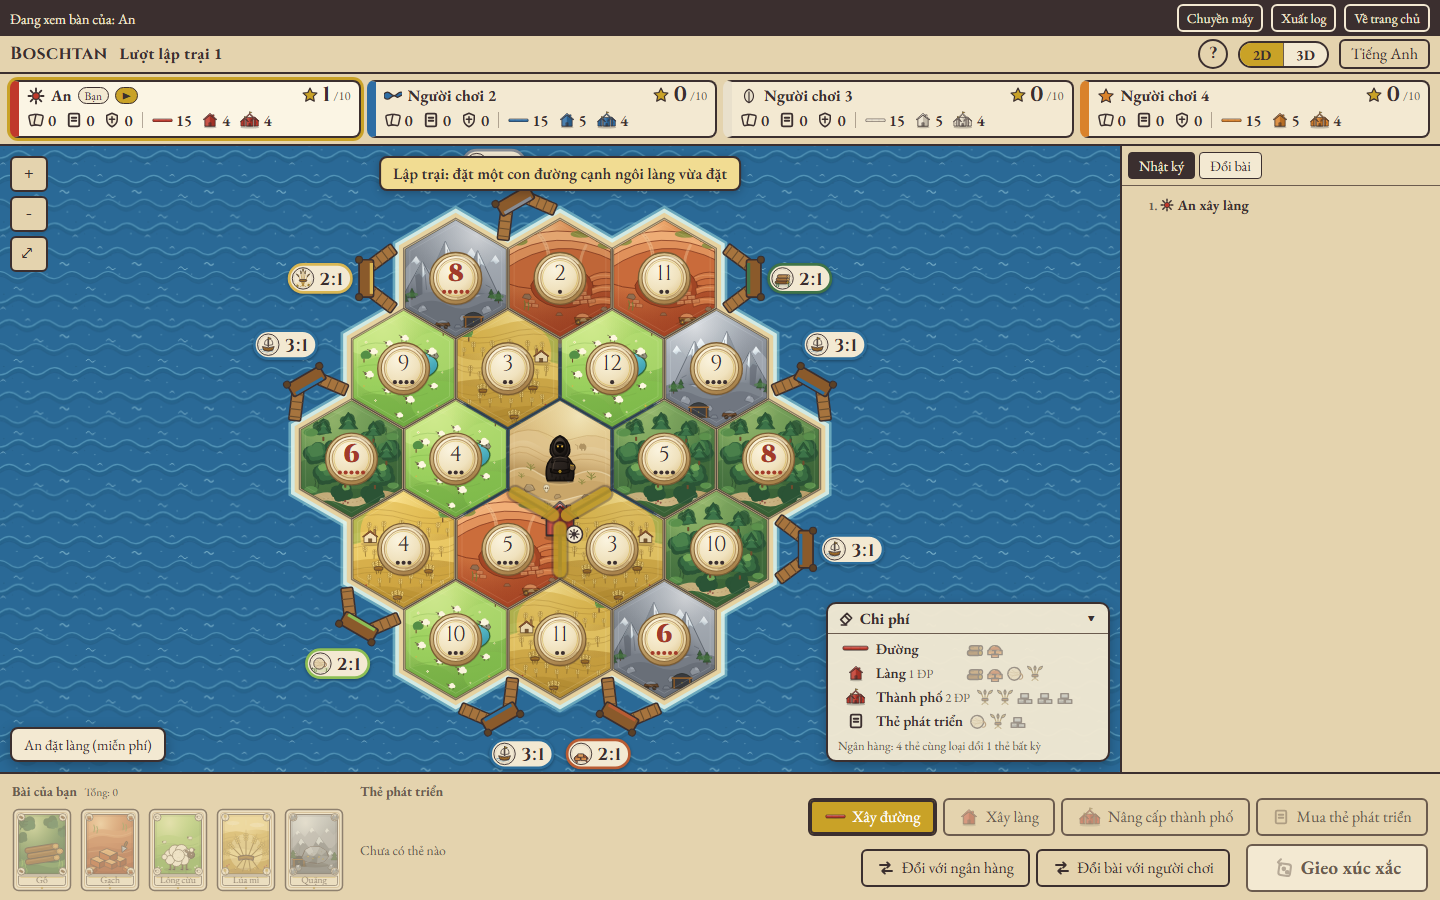 Đang xem bàn của: An
Chuyền máy
Xuất log
Về trang chủ
BOSCHTAN
Lượt lập trại 1
?
2D
3D
Tiếng Anh
An
Bạn
1 /10
0
0
0
15
4
4
Người chơi 2
0 /10
0
0
0
15
5
4
Người chơi 3
0 /10
0
0
0
15
5
4
Người chơi 4
0 /10
0
0
0
15
5
4
+
-
Lập trại: đặt một con đường cạnh ngôi làng vừa đặt
Nhật ký
Đổi bài
1. An xây làng
8
2
11
2:1
2:1
3:1
3:1
9
3
12
9
6
4
5
8
4
5
3
10
3:1
10
11
6
2:1
3:1
2:1
Chi phí
Đường
Làng 1 ĐP
Thành phố 2 ĐP
Thẻ phát triển
Ngân hàng: 4 thẻ cùng loại đổi 1 thẻ bất kỳ
An đặt làng (miễn phí)
Bài của bạn
Tổng: 0
Gỗ
Gạch
Lông cừu
Lúa mì
Quặng
Thẻ phát triển
Chưa có thẻ nào
Xây đường
Xây làng
Nâng cấp thành phố
Mua thẻ phát triển
Đổi với ngân hàng
Đổi bài với người chơi
Gieo xúc xắc